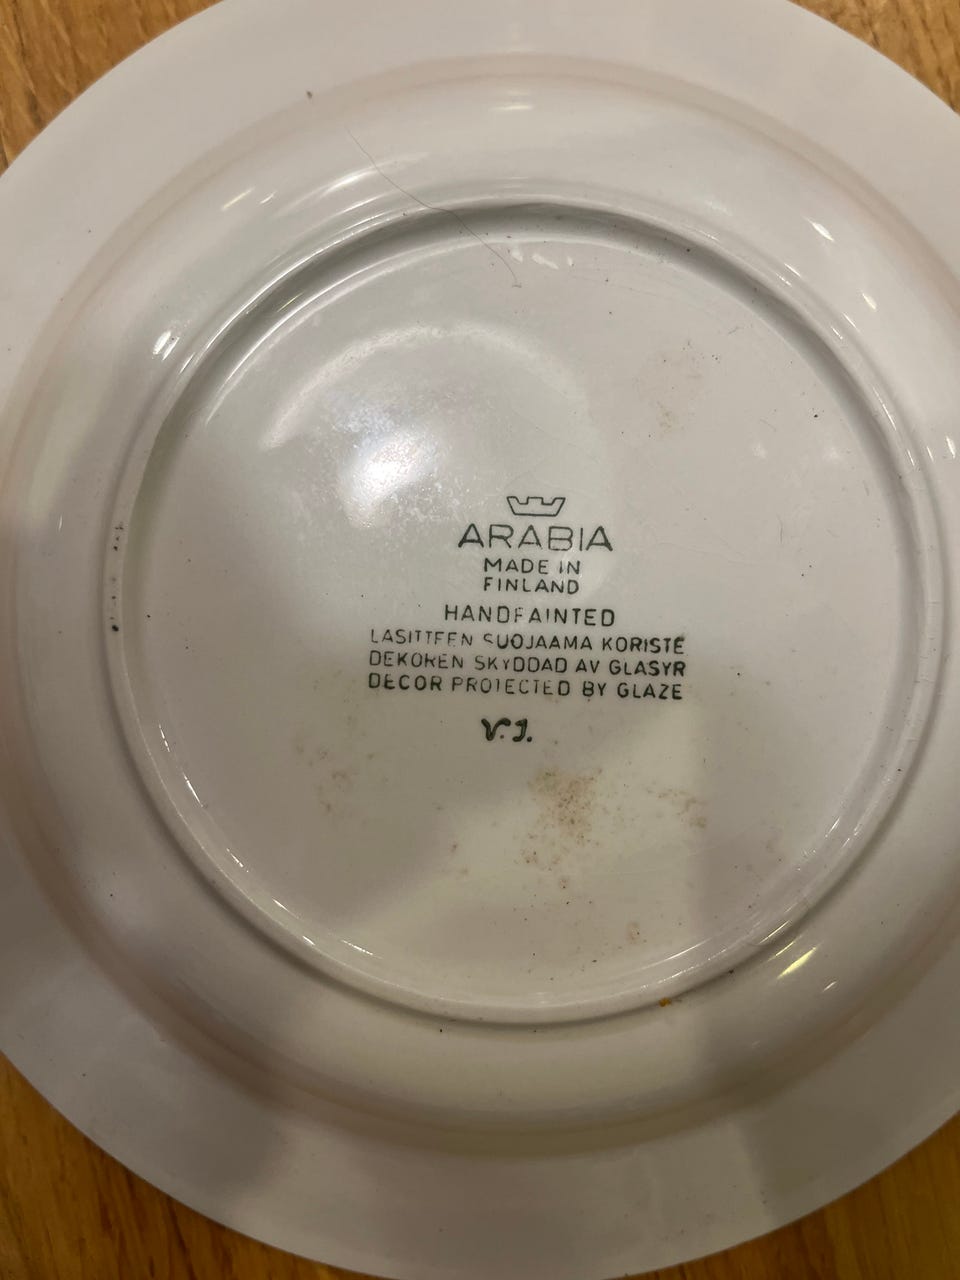 ARABIA
MADE IN
FINLAND
HANDPAINTED
LASITTEEN SUOJAAMA KORISTE
DEKOREN SKYDDAD AV GLASYR
DECOR PROTECTED BY GLAZE
V.J.